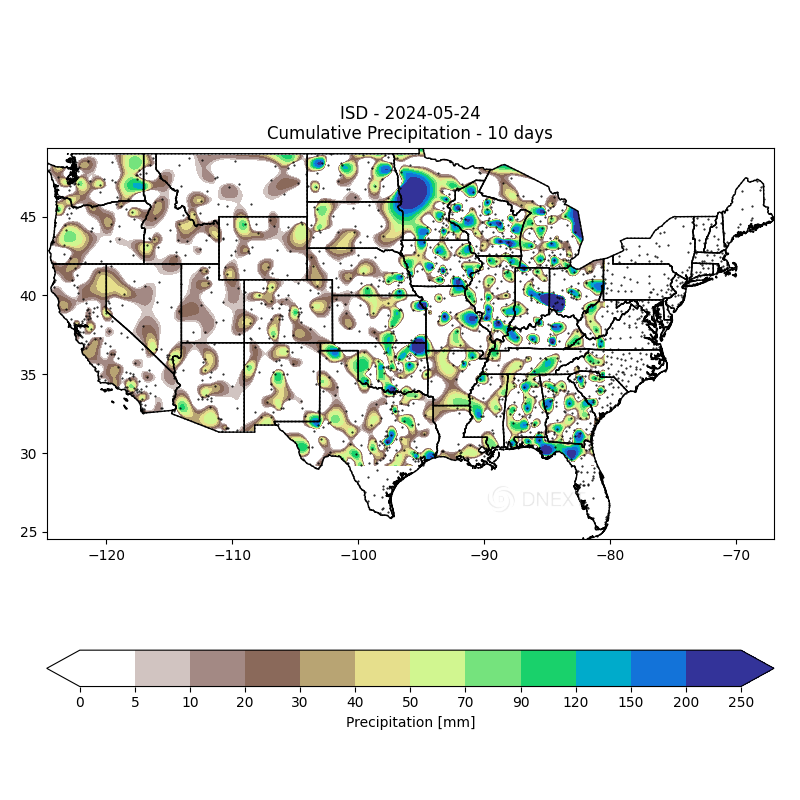 ISD - 2024-05-24
Cumulative Precipitation - 10 days
45
40
35
30
25
DNEX
−120 −110 −100 −90 −80 −70
0 5 10 20 30 40 50 70 90 120 150 200 250
Precipitation [mm]